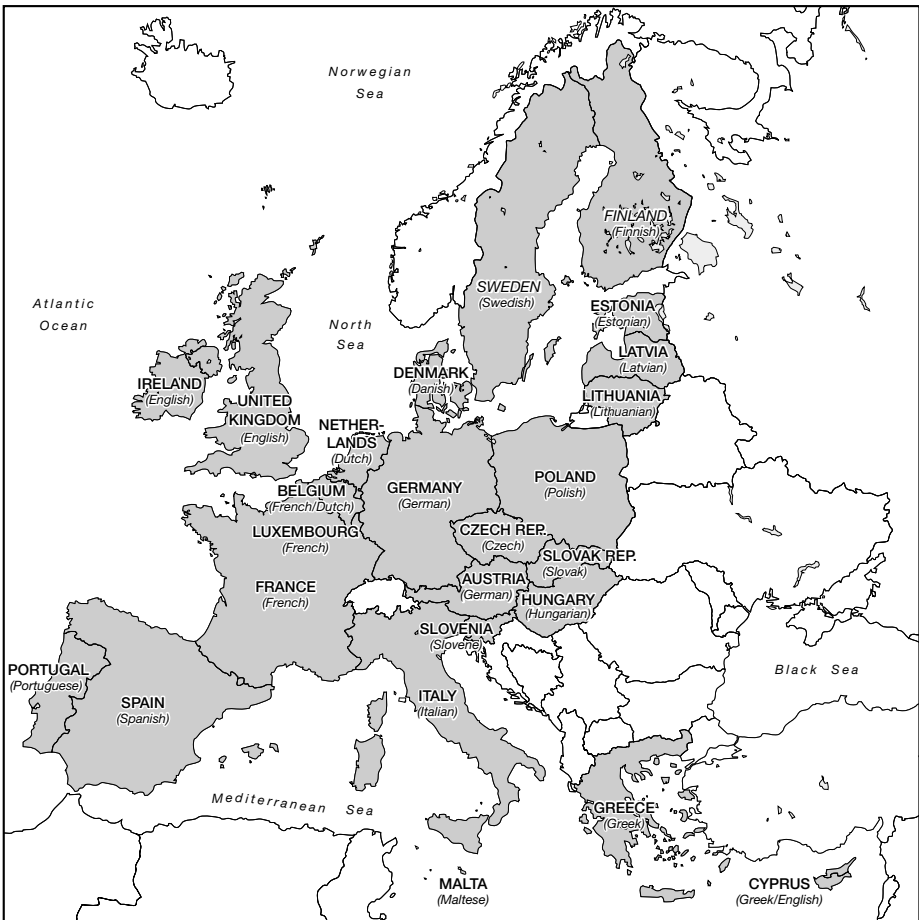 Norwegian
Sea
FINLAND
(Finnish)
SWEDEN
(Swedish)
Atlantic
Ocean
ESTONIA
(Estonian)
North
Sea
LATVIA
(Latvian)
DENMARK
(Danish)
IRELAND
(English)
LITHUANIA
(Lithuanian)
UNITED
KINGDOM
(English)
NETHER-
LANDS
(Dutch)
POLAND
(Polish)
GERMANY
(German)
BELGIUM
(French/Dutch)
LUXEMBOURG
(French)
CZECH REP.
(Czech)
SLOVAK REP.
(Slovak)
AUSTRIA
(German)
FRANCE
(French)
HUNGARY
(Hungarian)
SLOVENIA
(Slovene)
PORTUGAL
(Portuguese)
Black Sea
SPAIN
(Spanish)
ITALY
(Italian)
Mediterranean Sea
GREECE
(Greek)
MALTA
(Maltese)
CYPRUS
(Greek/English)